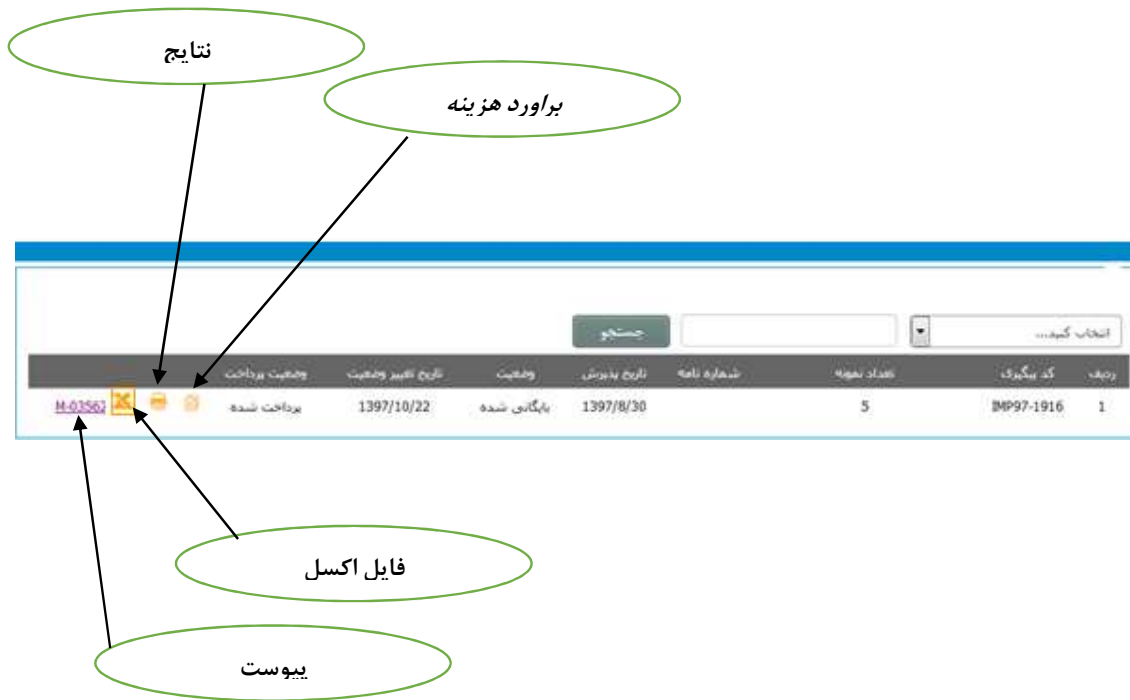 نتایج
براورد هزینه
انتخاب کنید...
جستجو
ردیف کد پیگیری تعداد نمونه شماره نامه تاریخ پذیرش وضعیت تاریخ تغییر وضعیت وضعیت پرداخت
1 IMP97-1916 5 1397/8/30 بایگانی شده 1397/10/22 پرداخت شده M-03562
فایل اکسل
پیوست